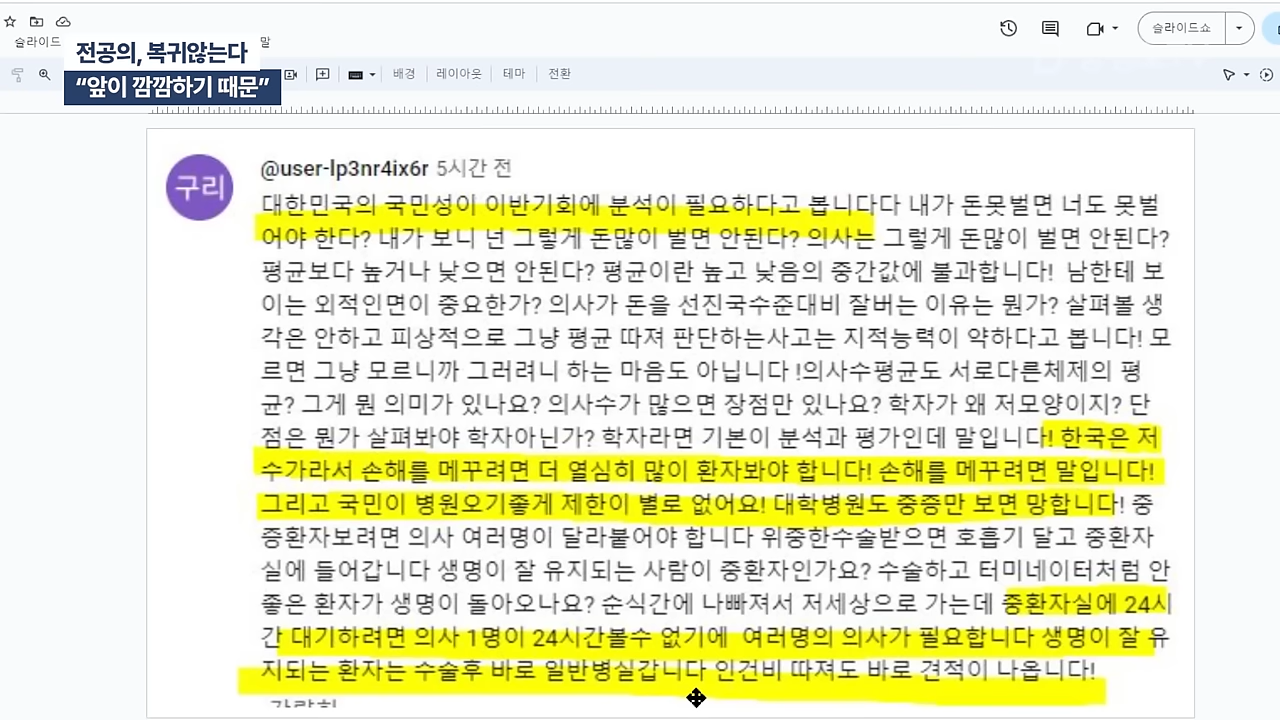 슬라이드
말
전공의, 복귀않는다
“앞이 깜깜하기 때문”
배경
레이아웃
테마
전환
슬라이드쇼
구리
@user-lp3nr4ix6r 5시간 전
대한민국의 국민성이 이반기회에 분석이 필요하다고 봅니다다 내가 돈못벌면 너도 못벌
어야 한다? 내가 보니 넌 그렇게 돈많이 벌면 안된다? 의사는 그렇게 돈많이 벌면 안된다?
평균보다 높거나 낮으면 안된다? 평균이란 높고 낮음의 중간값에 불과합니다! 남한테 보
이는 외적인면이 중요한가? 의사가 돈을 선진국수준대비 잘버는 이유는 뭔가? 살펴볼 생
각은 안하고 피상적으로 그냥 평균 따져 판단하는사고는 지적능력이 약하다고 봅니다! 모
르면 그냥 모르니까 그러려니 하는 마음도 아닙니다 !의사수평균도 서로다른체제의 평
균? 그게 뭔 의미가 있나요? 의사수가 많으면 장점만 있나요? 학자가 왜 저모양이지? 단
점은 뭔가 살펴봐야 학자아닌가? 학자라면 기본이 분석과 평가인데 말입니다! 한국은 저
수가라서 손해를 메꾸려면 더 열심히 많이 환자봐야 합니다! 손해를 메꾸려면 말입니다!
그리고 국민이 병원오기좋게 제한이 별로 없어요! 대학병원도 중증만 보면 망합니다! 중
증환자보려면 의사 여러명이 달라붙어야 합니다 위중한수술받으면 호흡기 달고 중환자
실에 들어갑니다 생명이 잘 유지되는 사람이 중환자인가요? 수술하고 터미네이터처럼 안
좋은 환자가 생명이 돌아오나요? 순식간에 나빠져서 저세상으로 가는데 중환자실에 24시
간 대기하려면 의사 1명이 24시간볼수 없기에 여러명의 의사가 필요합니다 생명이 잘 유
지되는 환자는 수술후 바로 일반병실갑니다 인건비 따져도 바로 견적이 나옵니다!